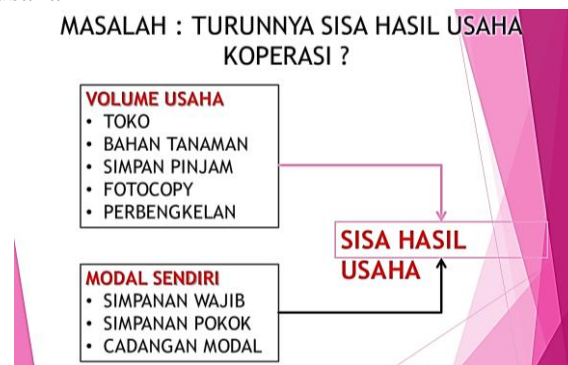 MASALAH : TURUNNYA SISA HASIL USAHA
KOPERASI ?
VOLUME USAHA
• TOKO
• BAHAN TANAMAN
• SIMPAN PINJAM
• FOTOCOPY
• PERBENGKELAN
SISA HASIL
USAHA
MODAL SENDIRI
• SIMPANAN WAJIB
• SIMPANAN POKOK
• CADANGAN MODAL